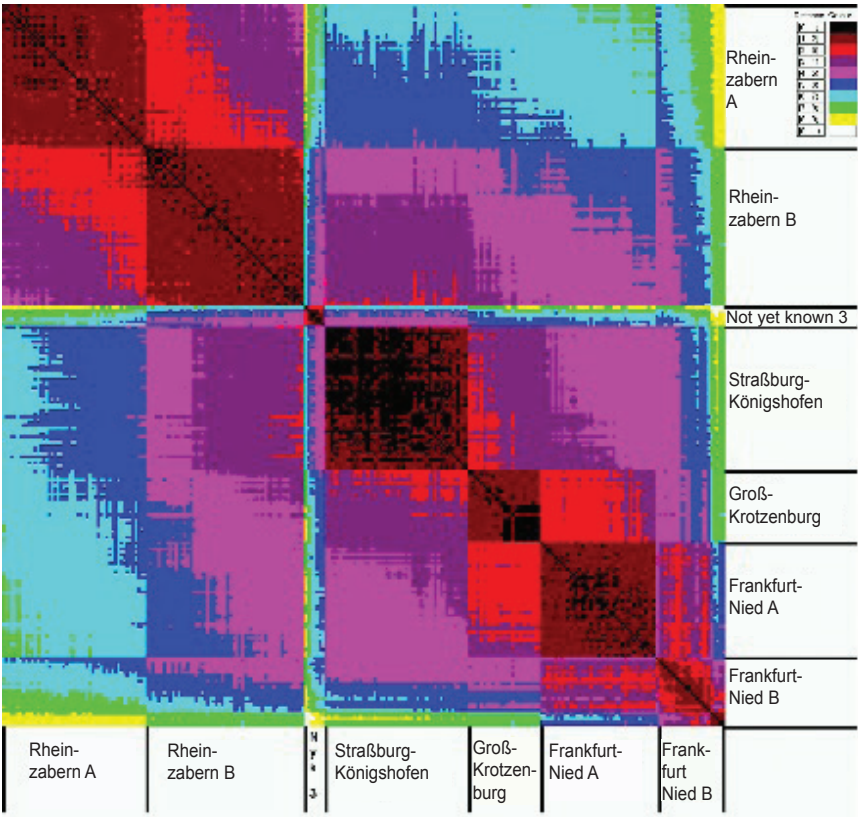 Rhein-
zabern
A
Rhein-
zabern B
Not yet known 3
Straßburg-
Königshofen
Groß-
Krotzenburg
Frankfurt-
Nied A
Frankfurt-
Nied B
Rhein-
zabern A
Rhein-
zabern B
3
Straßburg-
Königshofen
Groß-
Krotzen-
burg
Frankfurt-
Nied A
Frank-
furt
Nied B